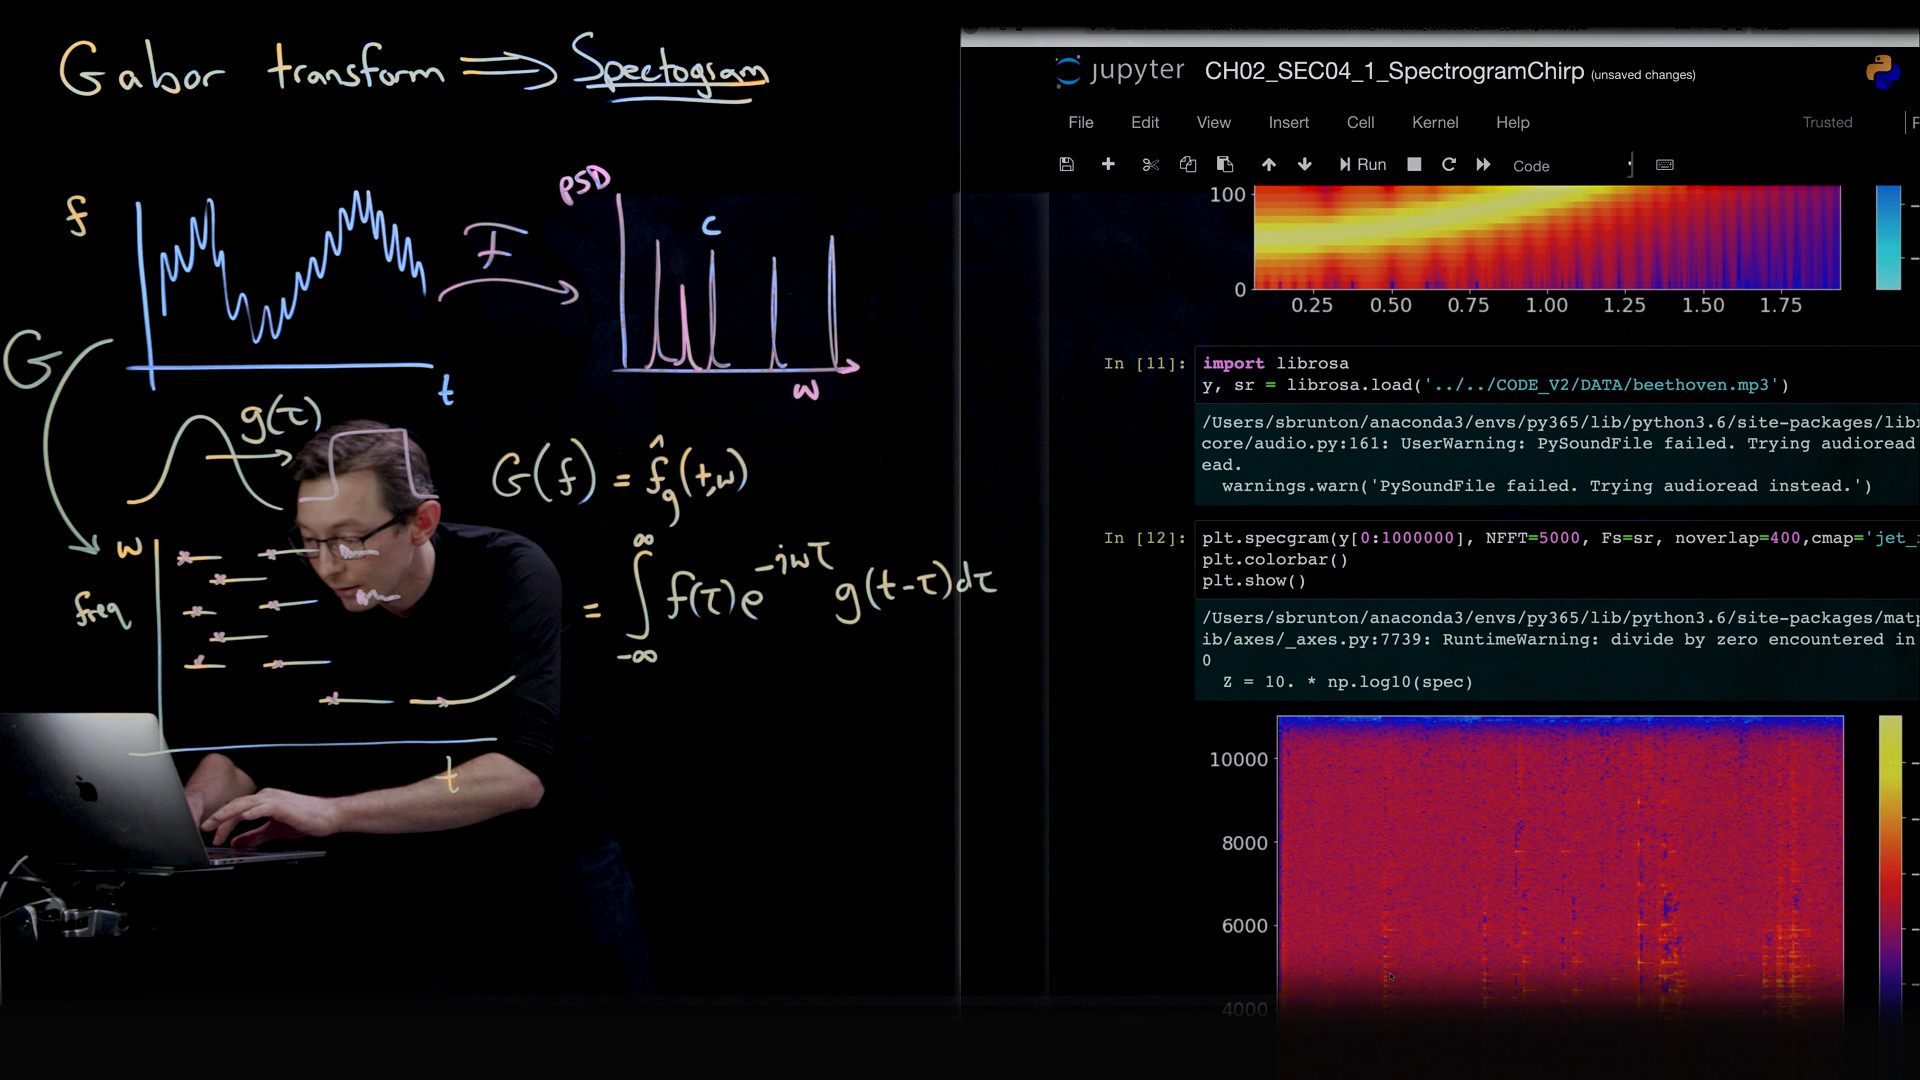 Gabor transform ⟹ Spectogram
f
t
F
PSD
C
w
G
g(τ)
G(f) = f̂g(t,w)
= ∫ ∞ -∞ f(τ)e^-jwτ g(t-τ)dτ
w
freq
t
jupyter CH02_SEC04_1_SpectrogramChirp (unsaved changes)
File Edit View Insert Cell Kernel Help Trusted
Run Code
100
0
0.25 0.50 0.75 1.00 1.25 1.50 1.75
In [11]: import librosa
y, sr = librosa.load('../../CODE_V2/DATA/beethoven.mp3')
/Users/sbrunton/anaconda3/envs/py365/lib/python3.6/site-packages/lib
core/audio.py:161: UserWarning: PySoundFile failed. Trying audioread
ead.
warnings.warn('PySoundFile failed. Trying audioread instead.')
In [12]: plt.specgram(y[0:1000000], NFFT=5000, Fs=sr, noverlap=400,cmap='jet_
plt.colorbar()
plt.show()
/Users/sbrunton/anaconda3/envs/py365/lib/python3.6/site-packages/mat
ib/axes/_axes.py:7739: RuntimeWarning: divide by zero encountered in
0
Z = 10. * np.log10(spec)
10000
8000
6000
4000